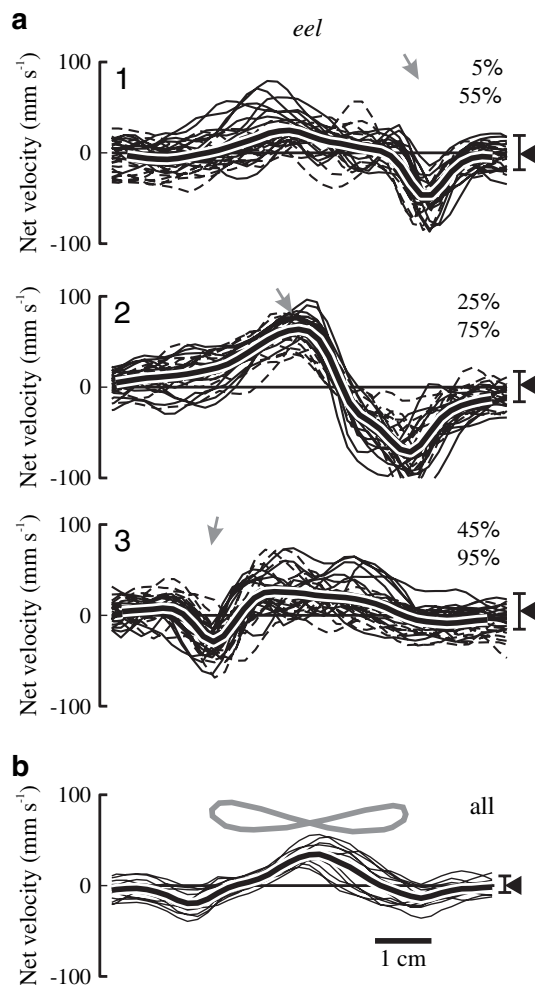 a
eel
1
100
0
-100
Net velocity (mm s-1)
5%
55%
2
100
0
-100
Net velocity (mm s-1)
25%
75%
3
100
0
-100
Net velocity (mm s-1)
45%
95%
b
100
0
-100
Net velocity (mm s-1)
all
1 cm